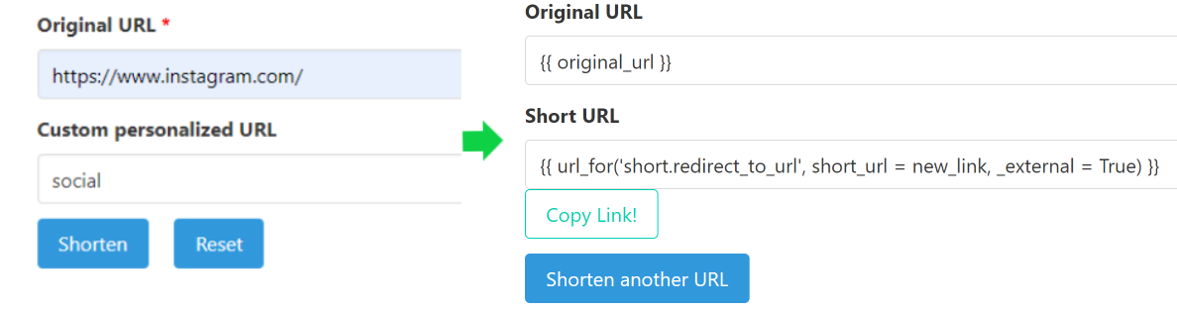 Original URL *
https://www.instagram.com/
Custom personalized URL
social
Shorten
Reset
Original URL
{{ original_url }}
Short URL
{{ url_for('short.redirect_to_url', short_url = new_link, _external = True) }}
Copy Link!
Shorten another URL